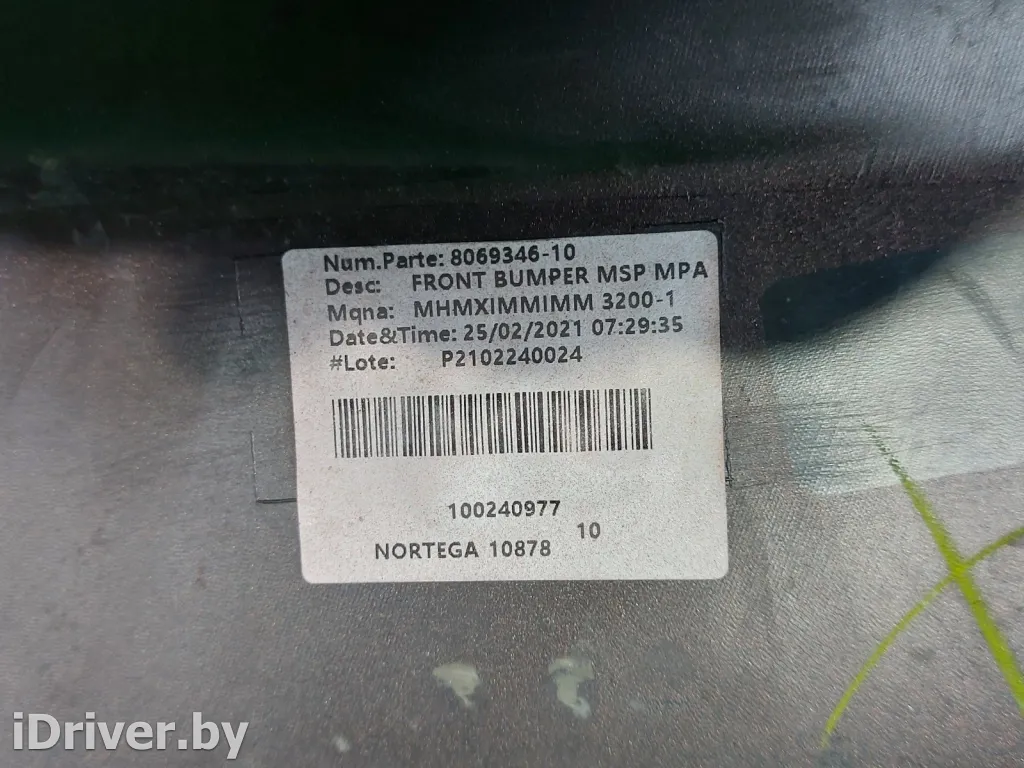 Num.Parte: 8069346-10
Desc: FRONT BUMPER MSP MPA
Mqna: MHMXIMMIMM 3200-1
Date&Time: 25/02/2021 07:29:35
#Lote: P2102240024
100240977
10
NORTEGA 10878
iDriver.by